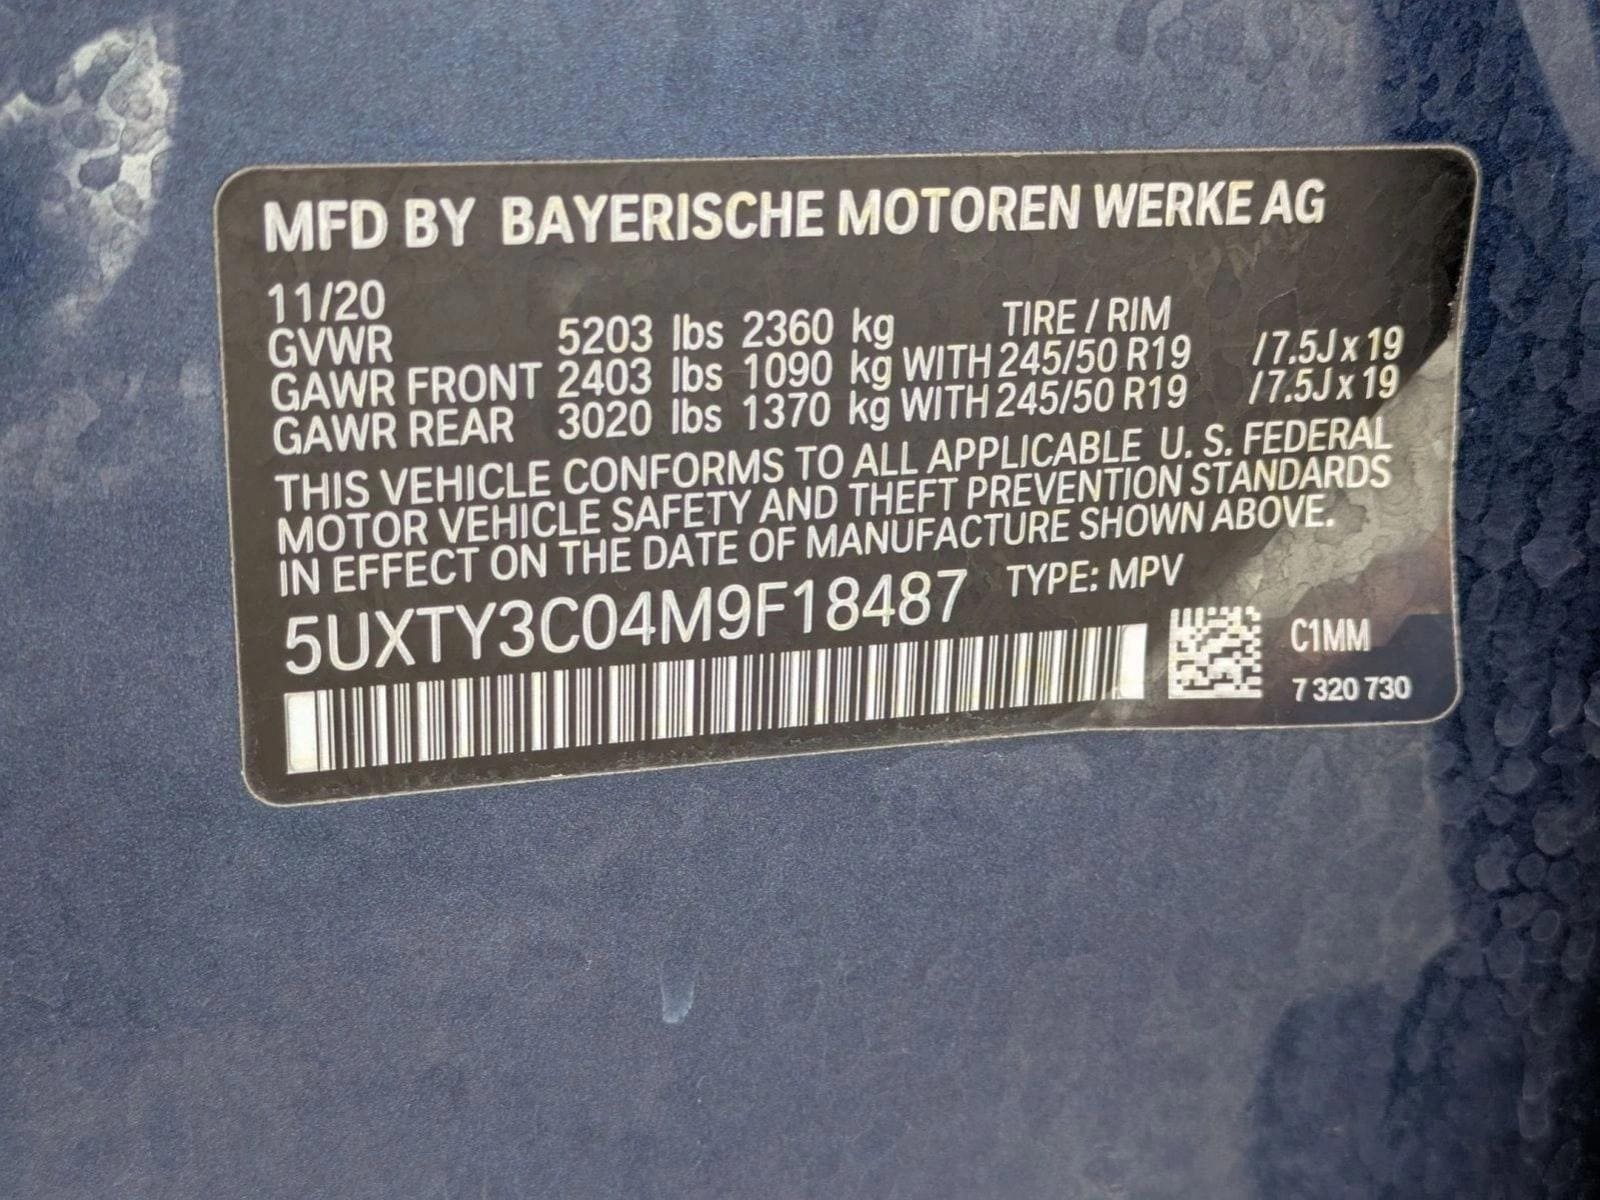 MFD BY BAYERISCHE MOTOREN WERKE AG
11/20 TIRE / RIM
GVWR 5203 lbs 2360 kg
GAWR FRONT 2403 lbs 1090 kg WITH 245/50 R19 /7.5J x 19
GAWR REAR 3020 lbs 1370 kg WITH 245/50 R19 /7.5J x 19
THIS VEHICLE CONFORMS TO ALL APPLICABLE U. S. FEDERAL
MOTOR VEHICLE SAFETY AND THEFT PREVENTION STANDARDS
IN EFFECT ON THE DATE OF MANUFACTURE SHOWN ABOVE.
5UXTY3C04M9F18487 TYPE: MPV
C1MM
7 320 730